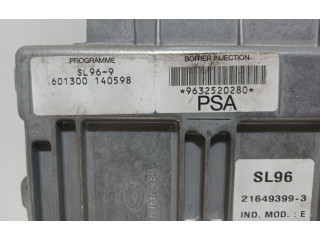 PROGRAMME
SL96-9
601300 140598
BOITIER INJECTION
*9632520280*
PSA
SL96
21649399-3
IND. MOD. : E